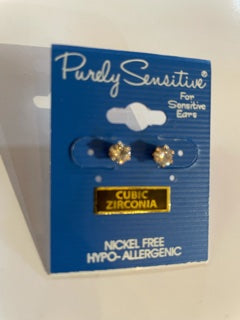 Purely Sensitive®
For
Sensitive
Ears
CUBIC
ZIRCONIA
NICKEL FREE
HYPO-ALLERGENIC